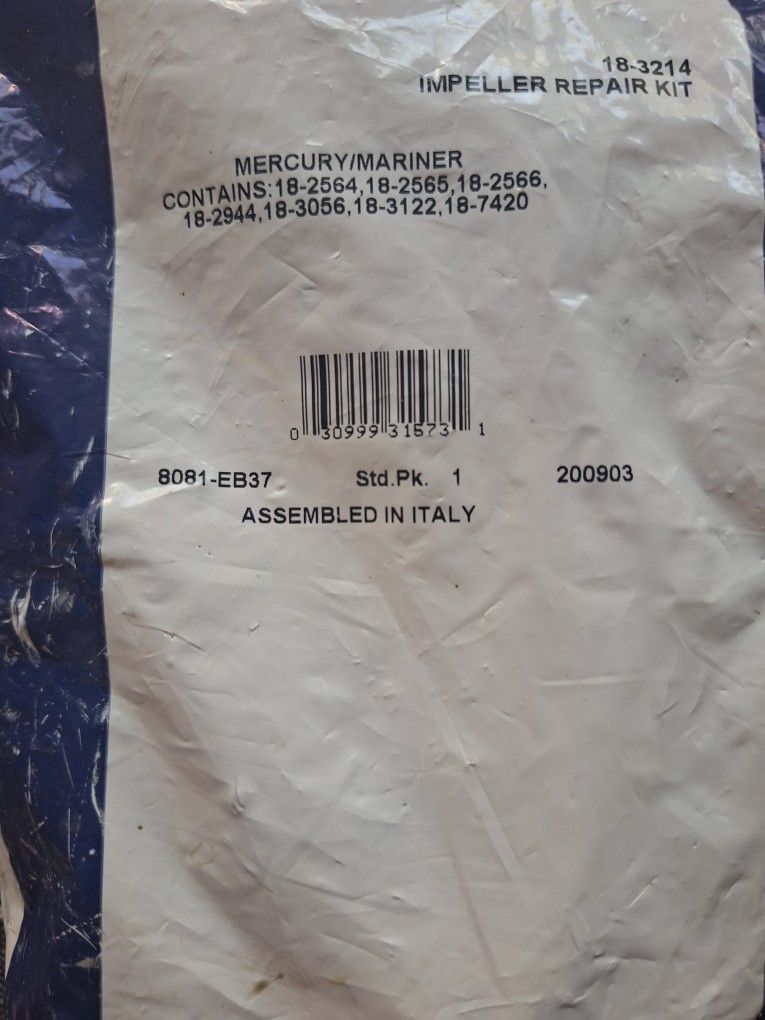 18-3214
IMPELLER REPAIR KIT
MERCURY/MARINER
CONTAINS:18-2564,18-2565,18-2566,
18-2944,18-3056,18-3122,18-7420
0 30999 31573 1
8081-EB37 Std.Pk. 1 200903
ASSEMBLED IN ITALY